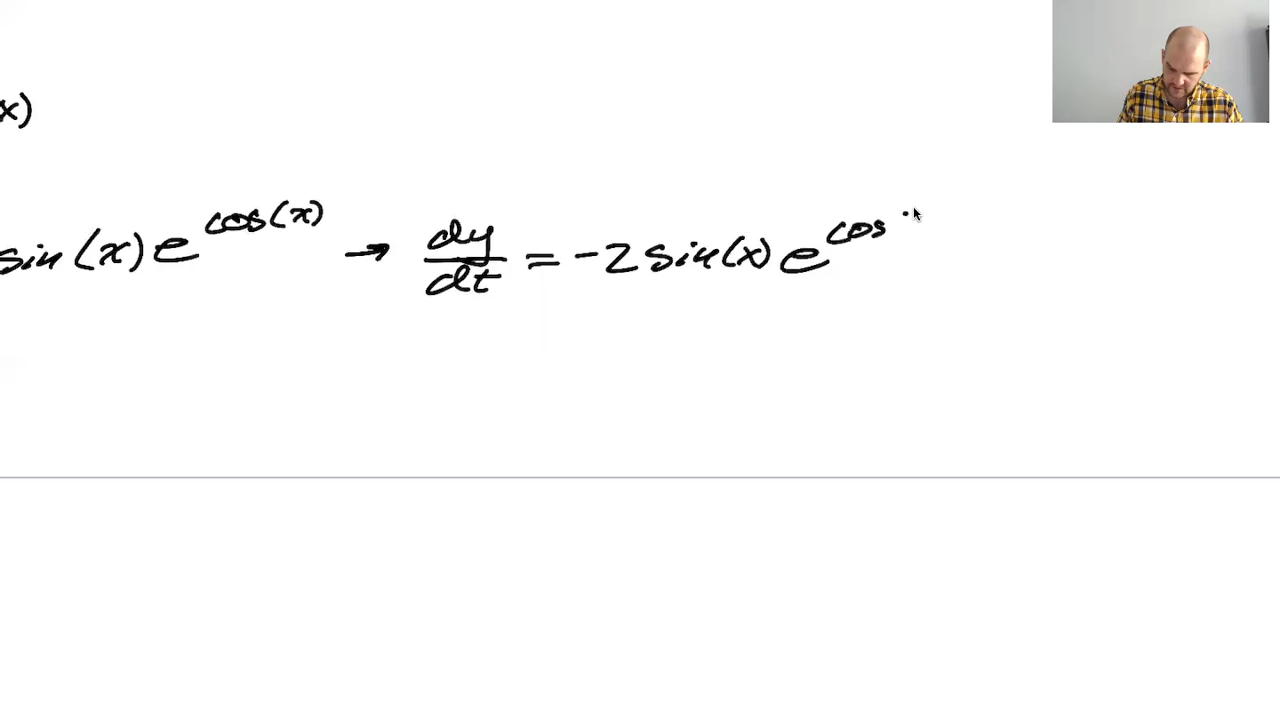 x)
sin(x)e^cos(x) → dy/dt = -2sin(x)e^cos